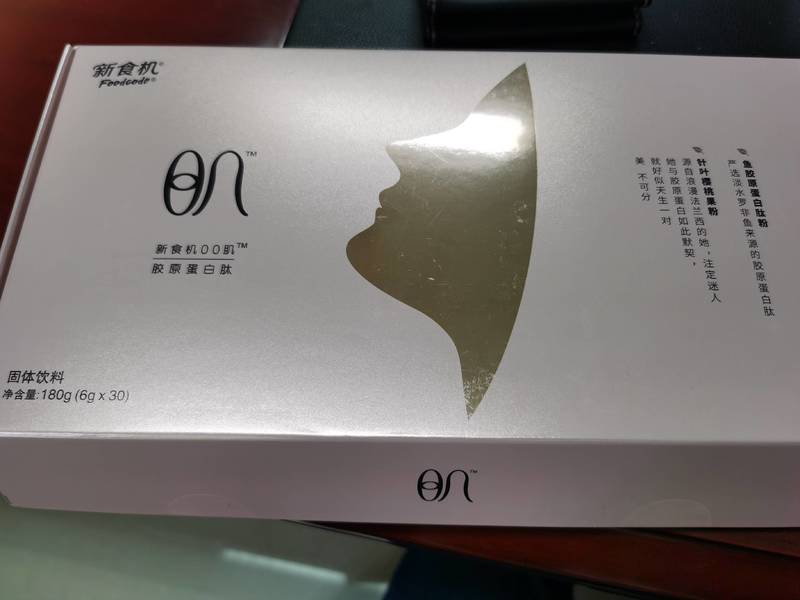 新食机®
Foodcode®
肌™
新食机00肌™
胶原蛋白肽
固体饮料
净含量:180g(6g x 30)
鱼胶原蛋白肽粉
严选淡水罗非鱼来源的胶原蛋白肽
针叶樱桃果粉
源自浪漫法兰西的她，注定迷人
她与胶原蛋白如此默契，
就好似天生一对
美 不可分
肌™